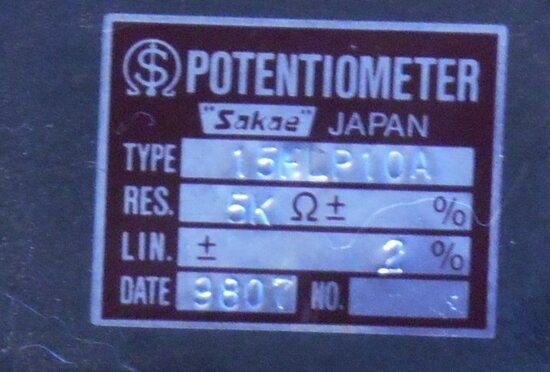 POTENTIOMETER
"Sakae" JAPAN
TYPE 15HLP10A
RES. 5K Ω ± %
LIN. ± 2 %
DATE 9807 NO.